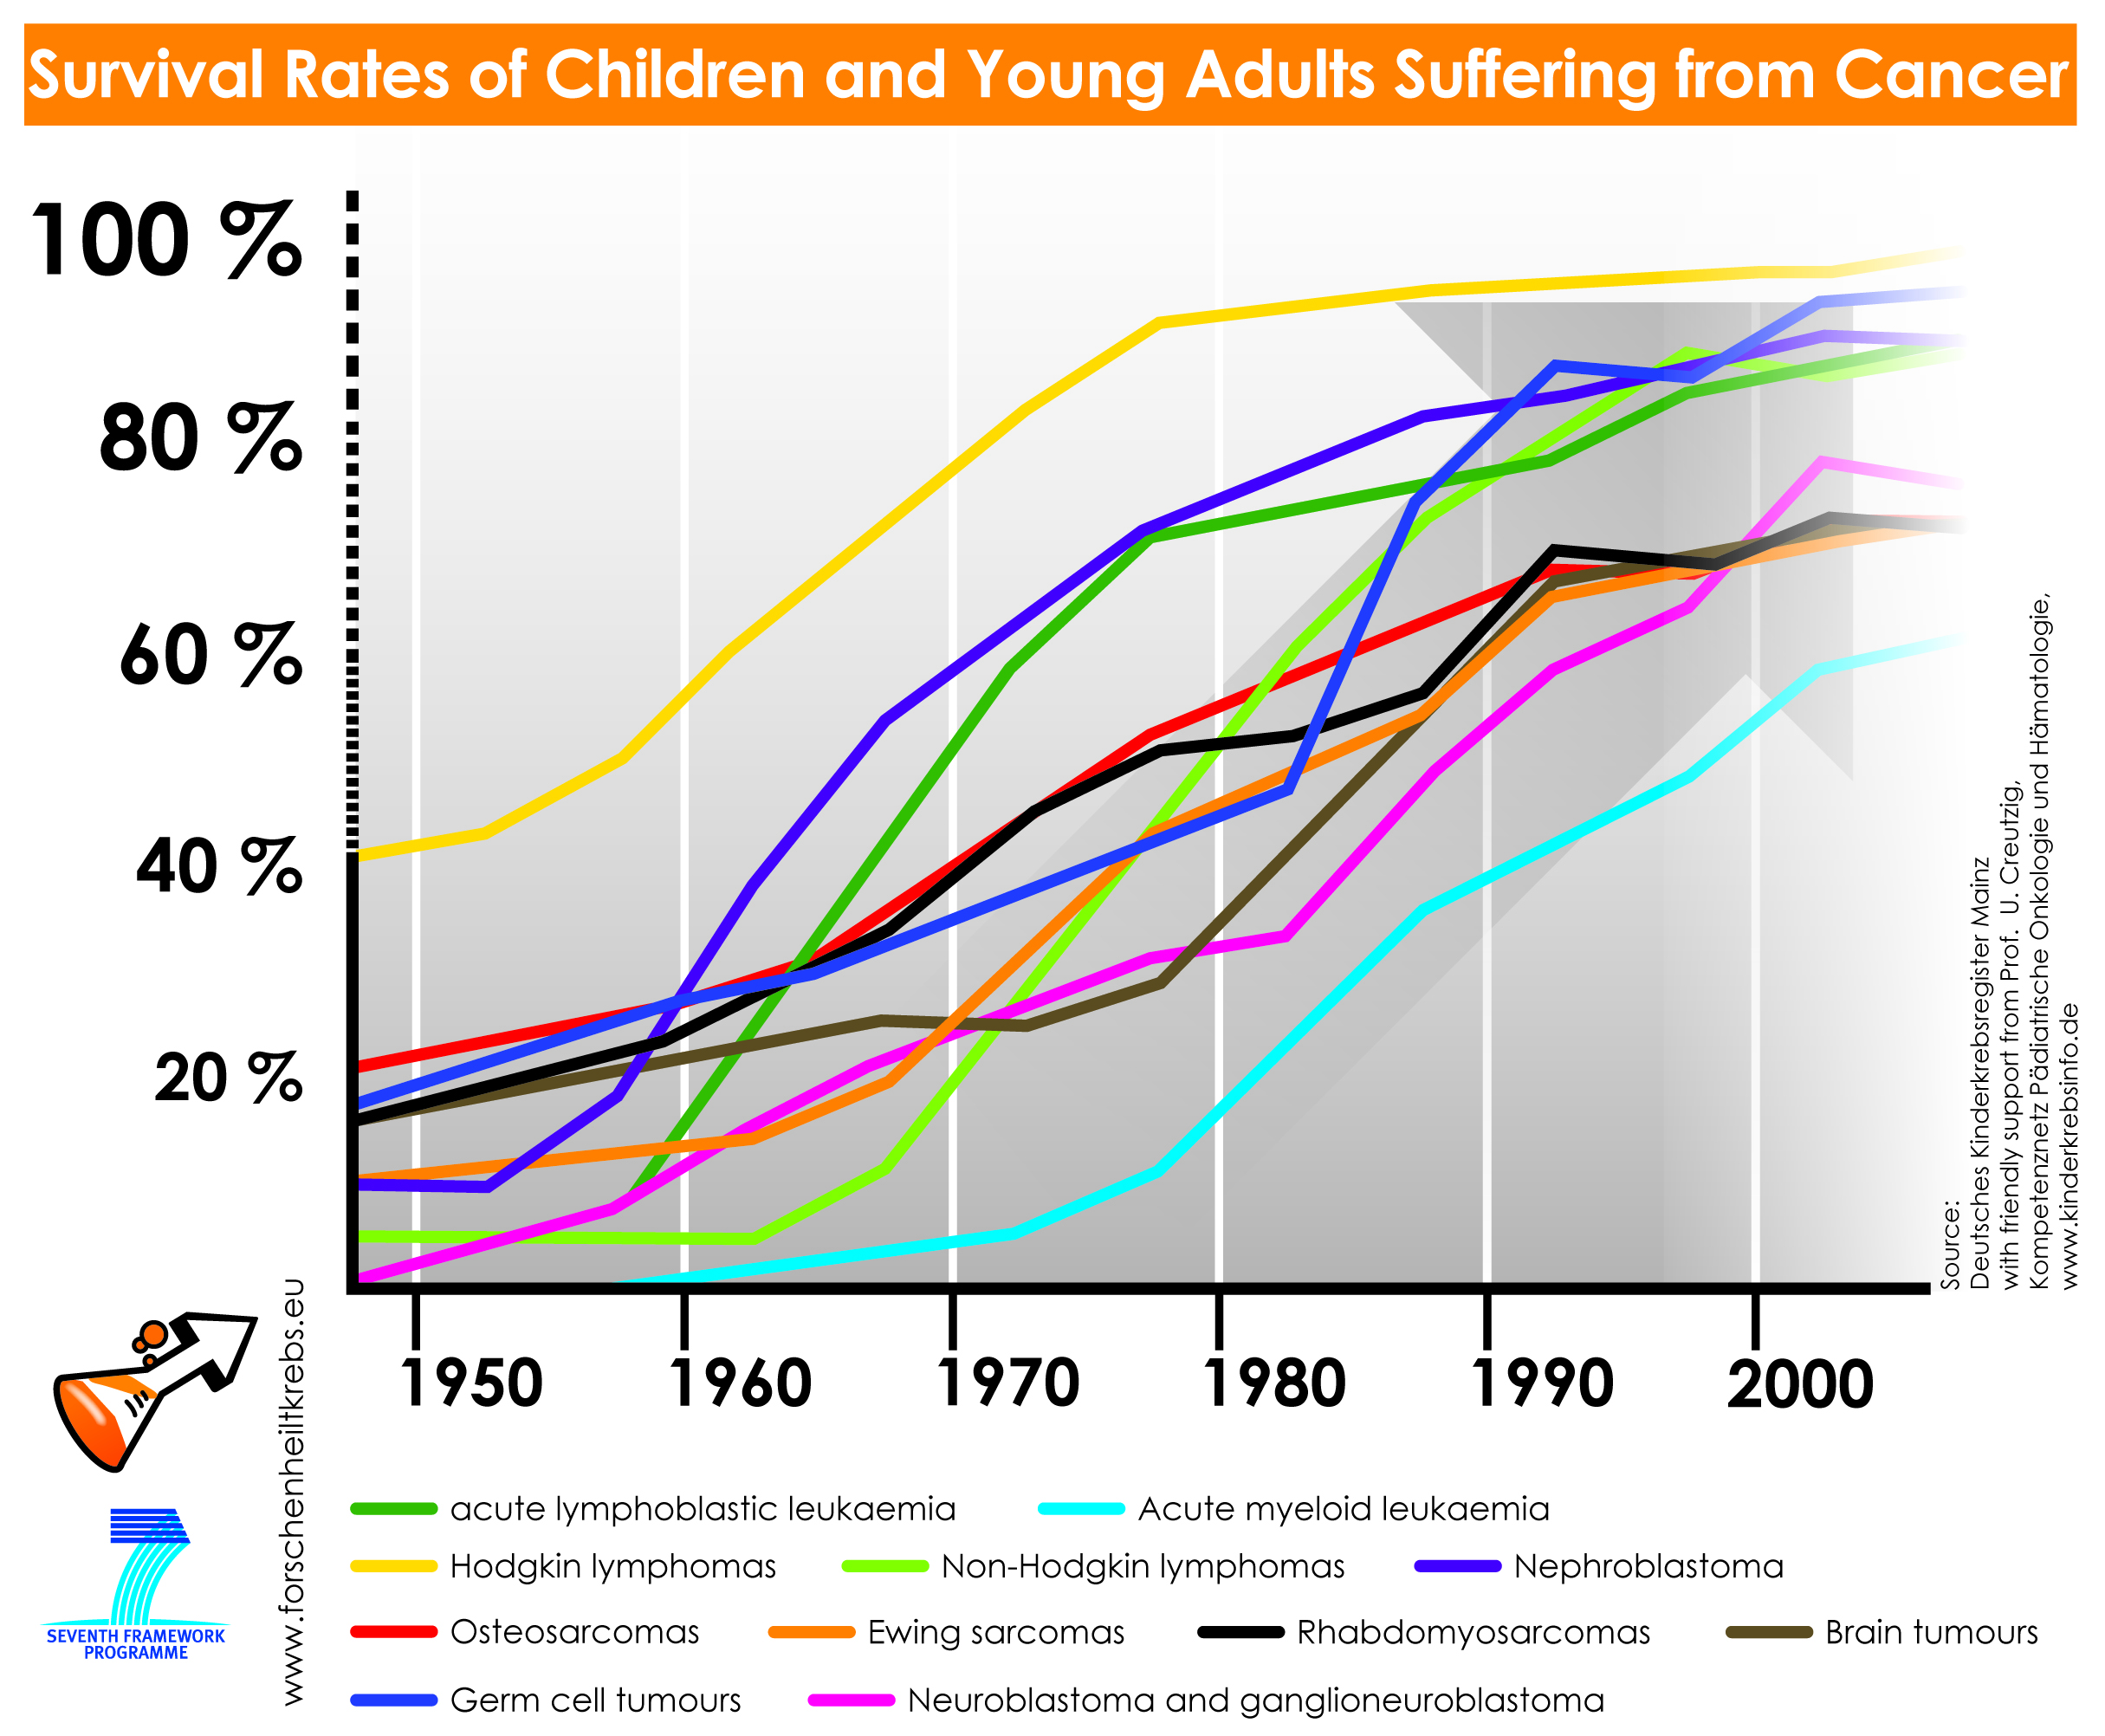 Survival Rates of Children and Young Adults Suffering from Cancer
100 %
80 %
60 %
40 %
20 %
1950 1960 1970 1980 1990 2000
Source:
Deutsches Kinderkrebsregister Mainz
with friendly support from Prof. U. Creutzig,
Kompetenznetz Pädiatrische Onkologie und Hämatologie,
www.kinderkrebsinfo.de
www.forschenheiltkrebs.eu
SEVENTH FRAMEWORK
PROGRAMME
acute lymphoblastic leukaemia Acute myeloid leukaemia
Hodgkin lymphomas Non-Hodgkin lymphomas Nephroblastoma
Osteosarcomas Ewing sarcomas Rhabdomyosarcomas Brain tumours
Germ cell tumours Neuroblastoma and ganglioneuroblastoma